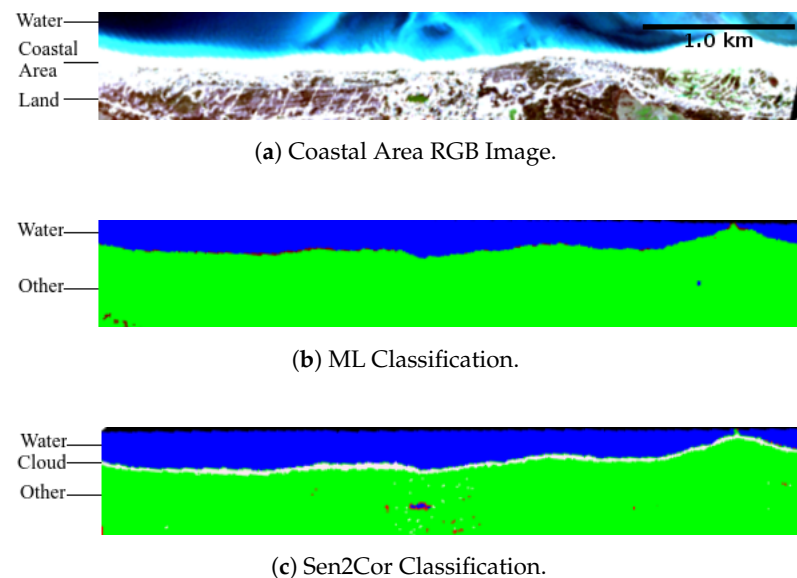 Water
Coastal
Area
Land
1.0 km
(a) Coastal Area RGB Image.
Water
Other
(b) ML Classification.
Water
Cloud
Other
(c) Sen2Cor Classification.